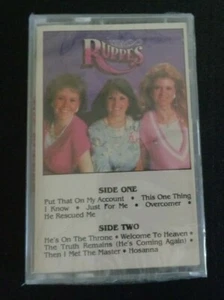 RUPPES
SIDE ONE
Put That On My Account • This One Thing
I Know • Just For Me • Overcomer •
He Rescued Me
SIDE TWO
He's On The Throne • Welcome To Heaven •
The Truth Remains (He's Coming Again) •
Then I Met The Master • Hosanna